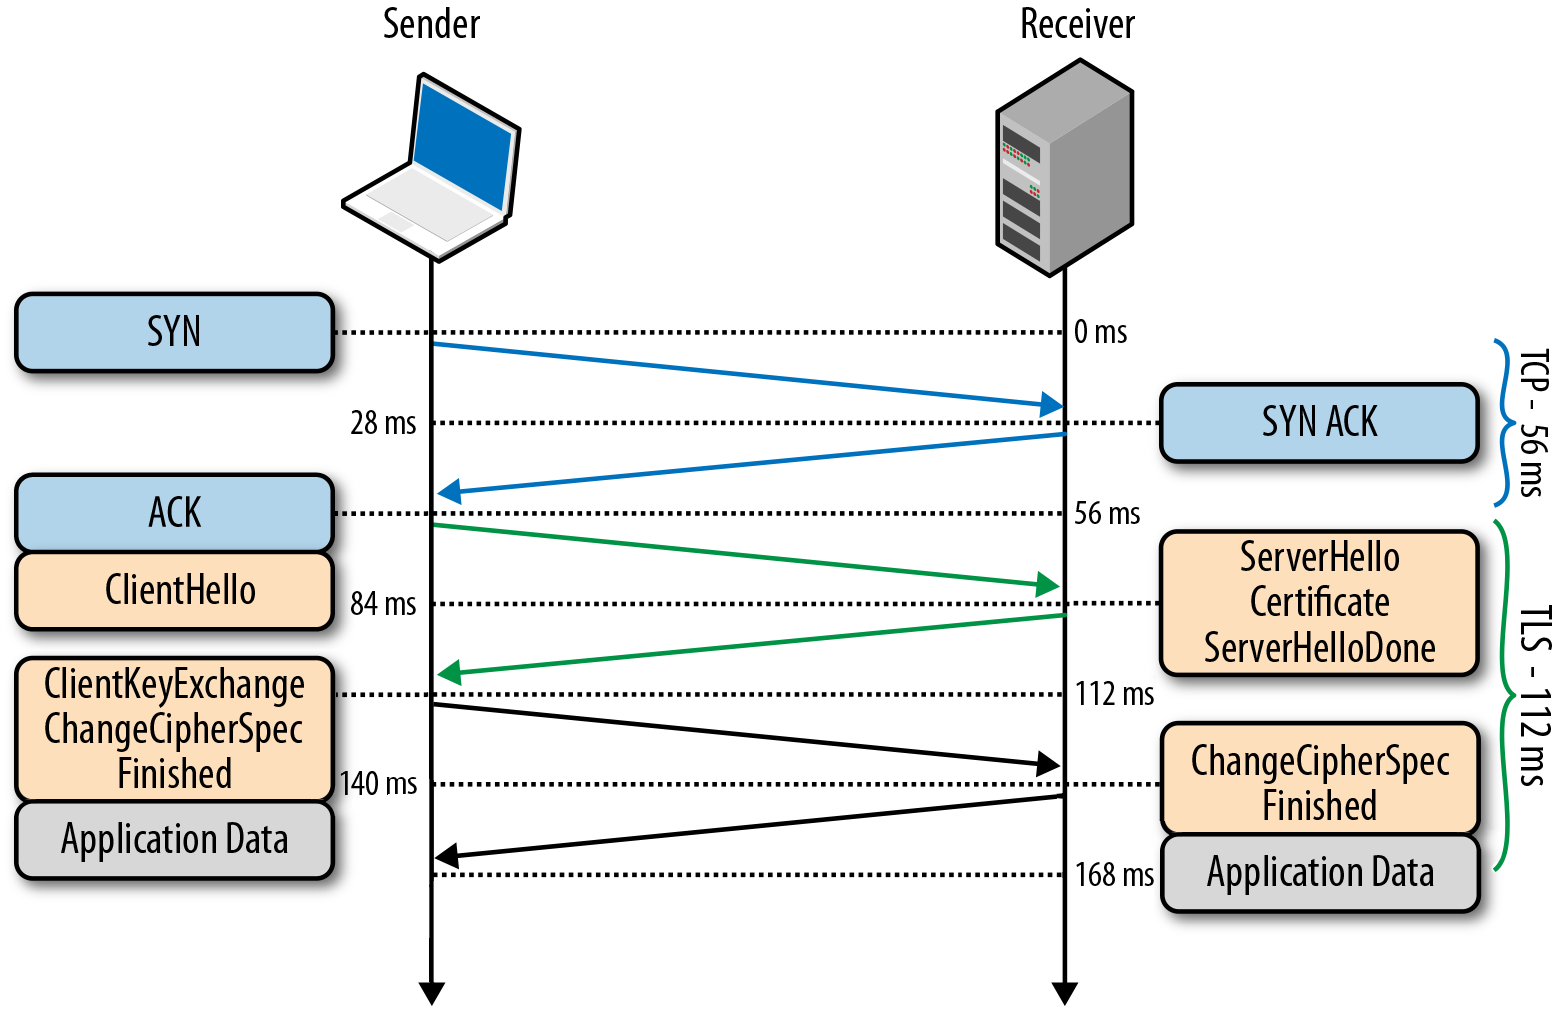 Sender
Receiver
SYN
0 ms
28 ms
SYN ACK
TCP - 56 ms
ACK
56 ms
ClientHello
84 ms
ServerHello
Certificate
ServerHelloDone
TLS - 112 ms
ClientKeyExchange
ChangeCipherSpec
Finished
112 ms
140 ms
ChangeCipherSpec
Finished
Application Data
168 ms
Application Data